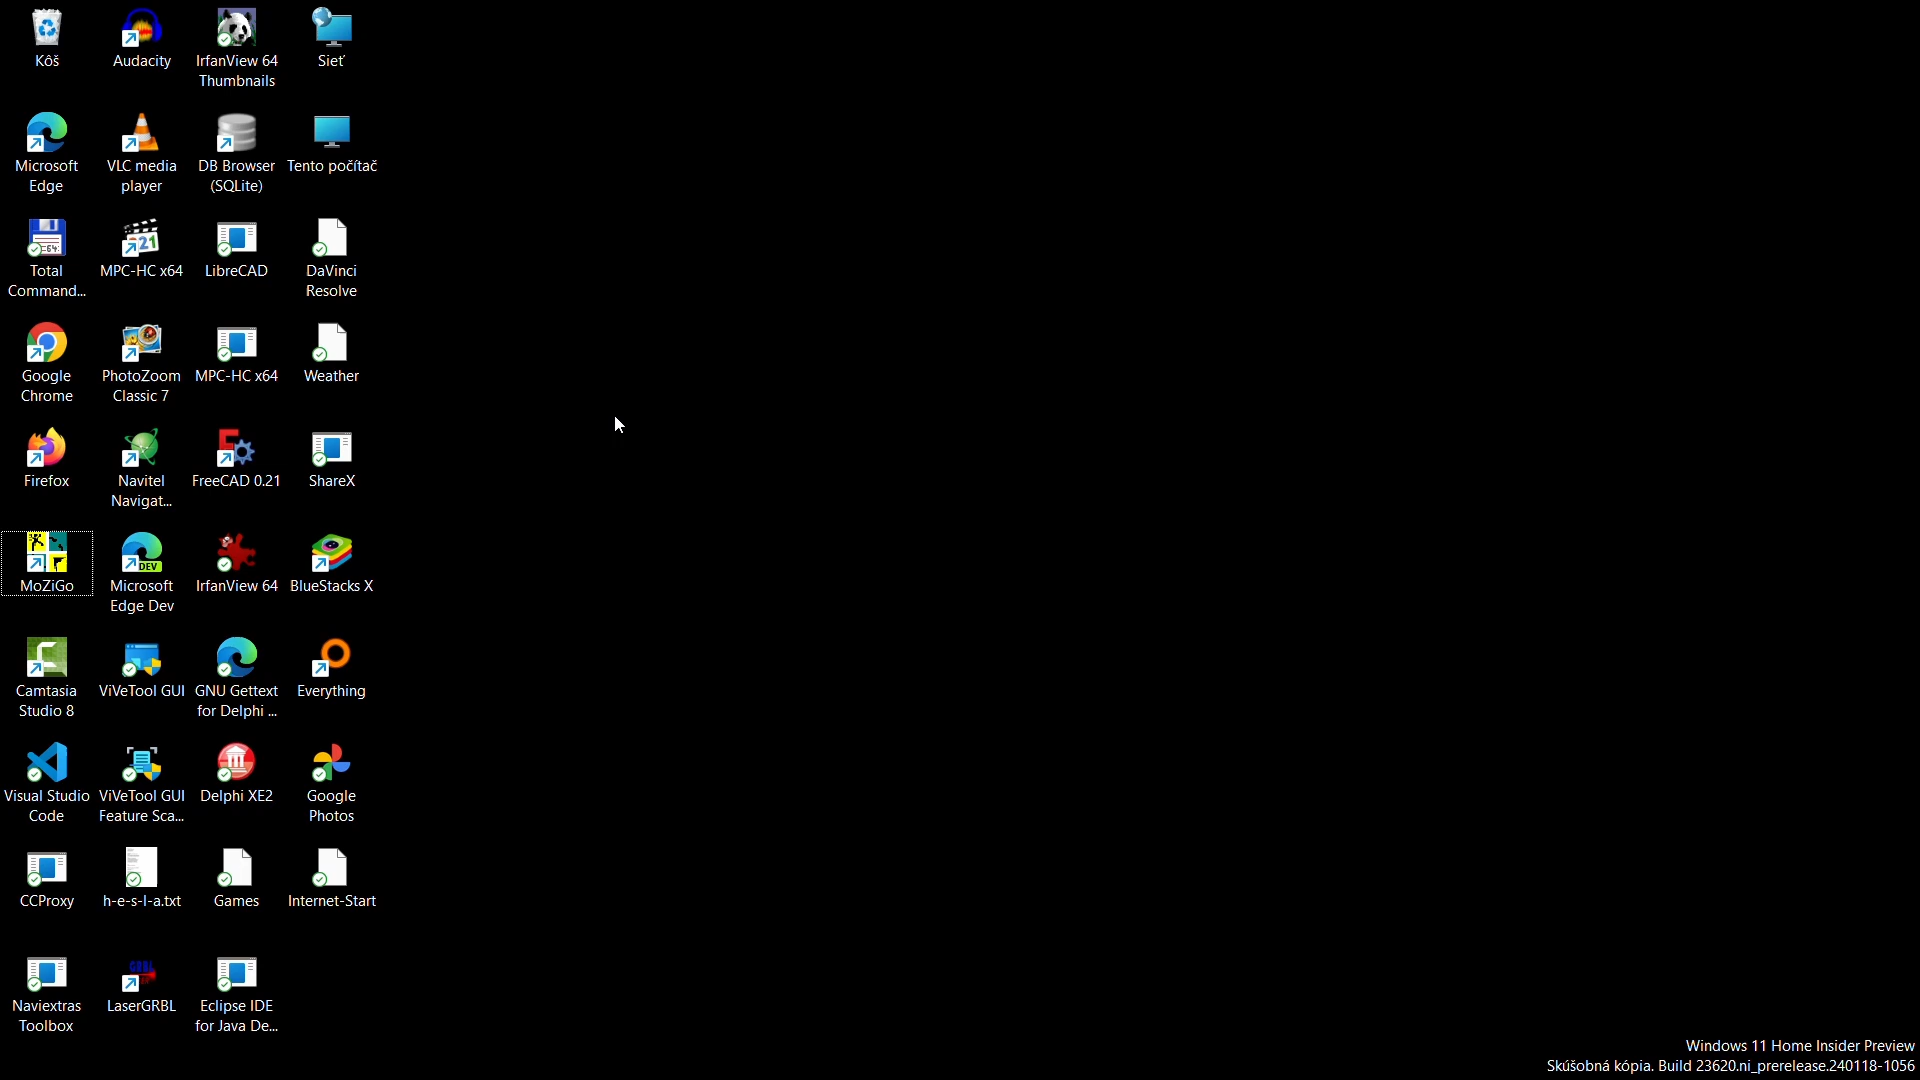 Kôš
Audacity
IrfanView 64
Thumbnails
Sieť
Microsoft
Edge
VLC media
player
DB Browser
(SQLite)
Tento počítač
Total
Command...
MPC-HC x64
LibreCAD
DaVinci
Resolve
Google
Chrome
PhotoZoom
Classic 7
MPC-HC x64
Weather
Firefox
Navitel
Navigat...
FreeCAD 0.21
ShareX
MoZiGo
Microsoft
Edge Dev
IrfanView 64
BlueStacks X
Camtasia
Studio 8
ViVeTool GUI
GNU Gettext
for Delphi ...
Everything
Visual Studio
Code
ViVeTool GUI
Feature Sca...
Delphi XE2
Google
Photos
CCProxy
h-e-s-l-a.txt
Games
Internet-Start
Naviextras
Toolbox
LaserGRBL
Eclipse IDE
for Java De...
Windows 11 Home Insider Preview
Skúšobná kópia. Build 23620.ni_prerelease.240118-1056